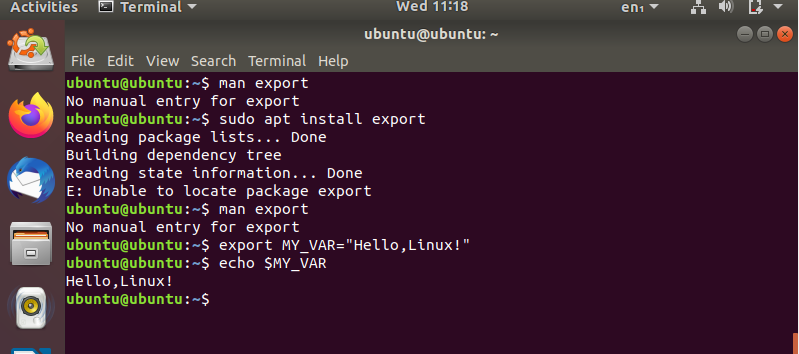 Activities Terminal Wed 11:18 en₁
ubuntu@ubuntu: ~
File Edit View Search Terminal Help
ubuntu@ubuntu:~$ man export
No manual entry for export
ubuntu@ubuntu:~$ sudo apt install export
Reading package lists... Done
Building dependency tree
Reading state information... Done
E: Unable to locate package export
ubuntu@ubuntu:~$ man export
No manual entry for export
ubuntu@ubuntu:~$ export MY_VAR="Hello,Linux!"
ubuntu@ubuntu:~$ echo $MY_VAR
Hello,Linux!
ubuntu@ubuntu:~$